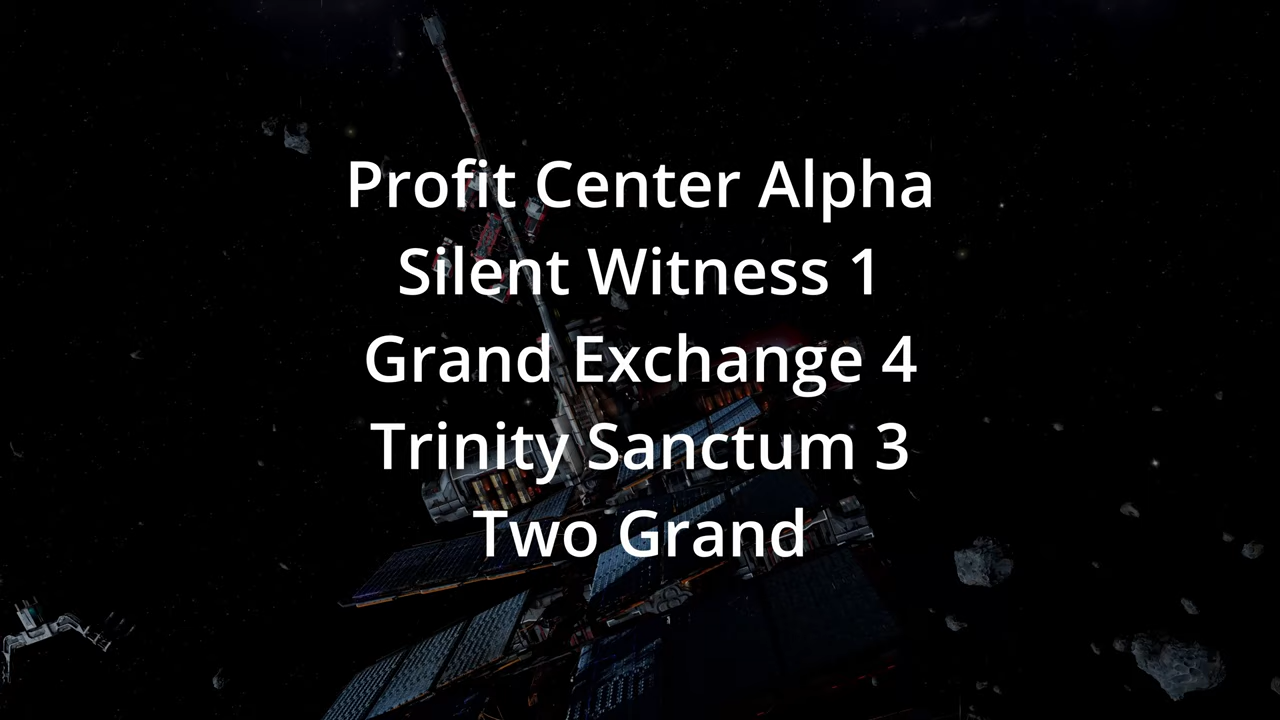 Profit Center Alpha
Silent Witness 1
Grand Exchange 4
Trinity Sanctum 3
Two Grand